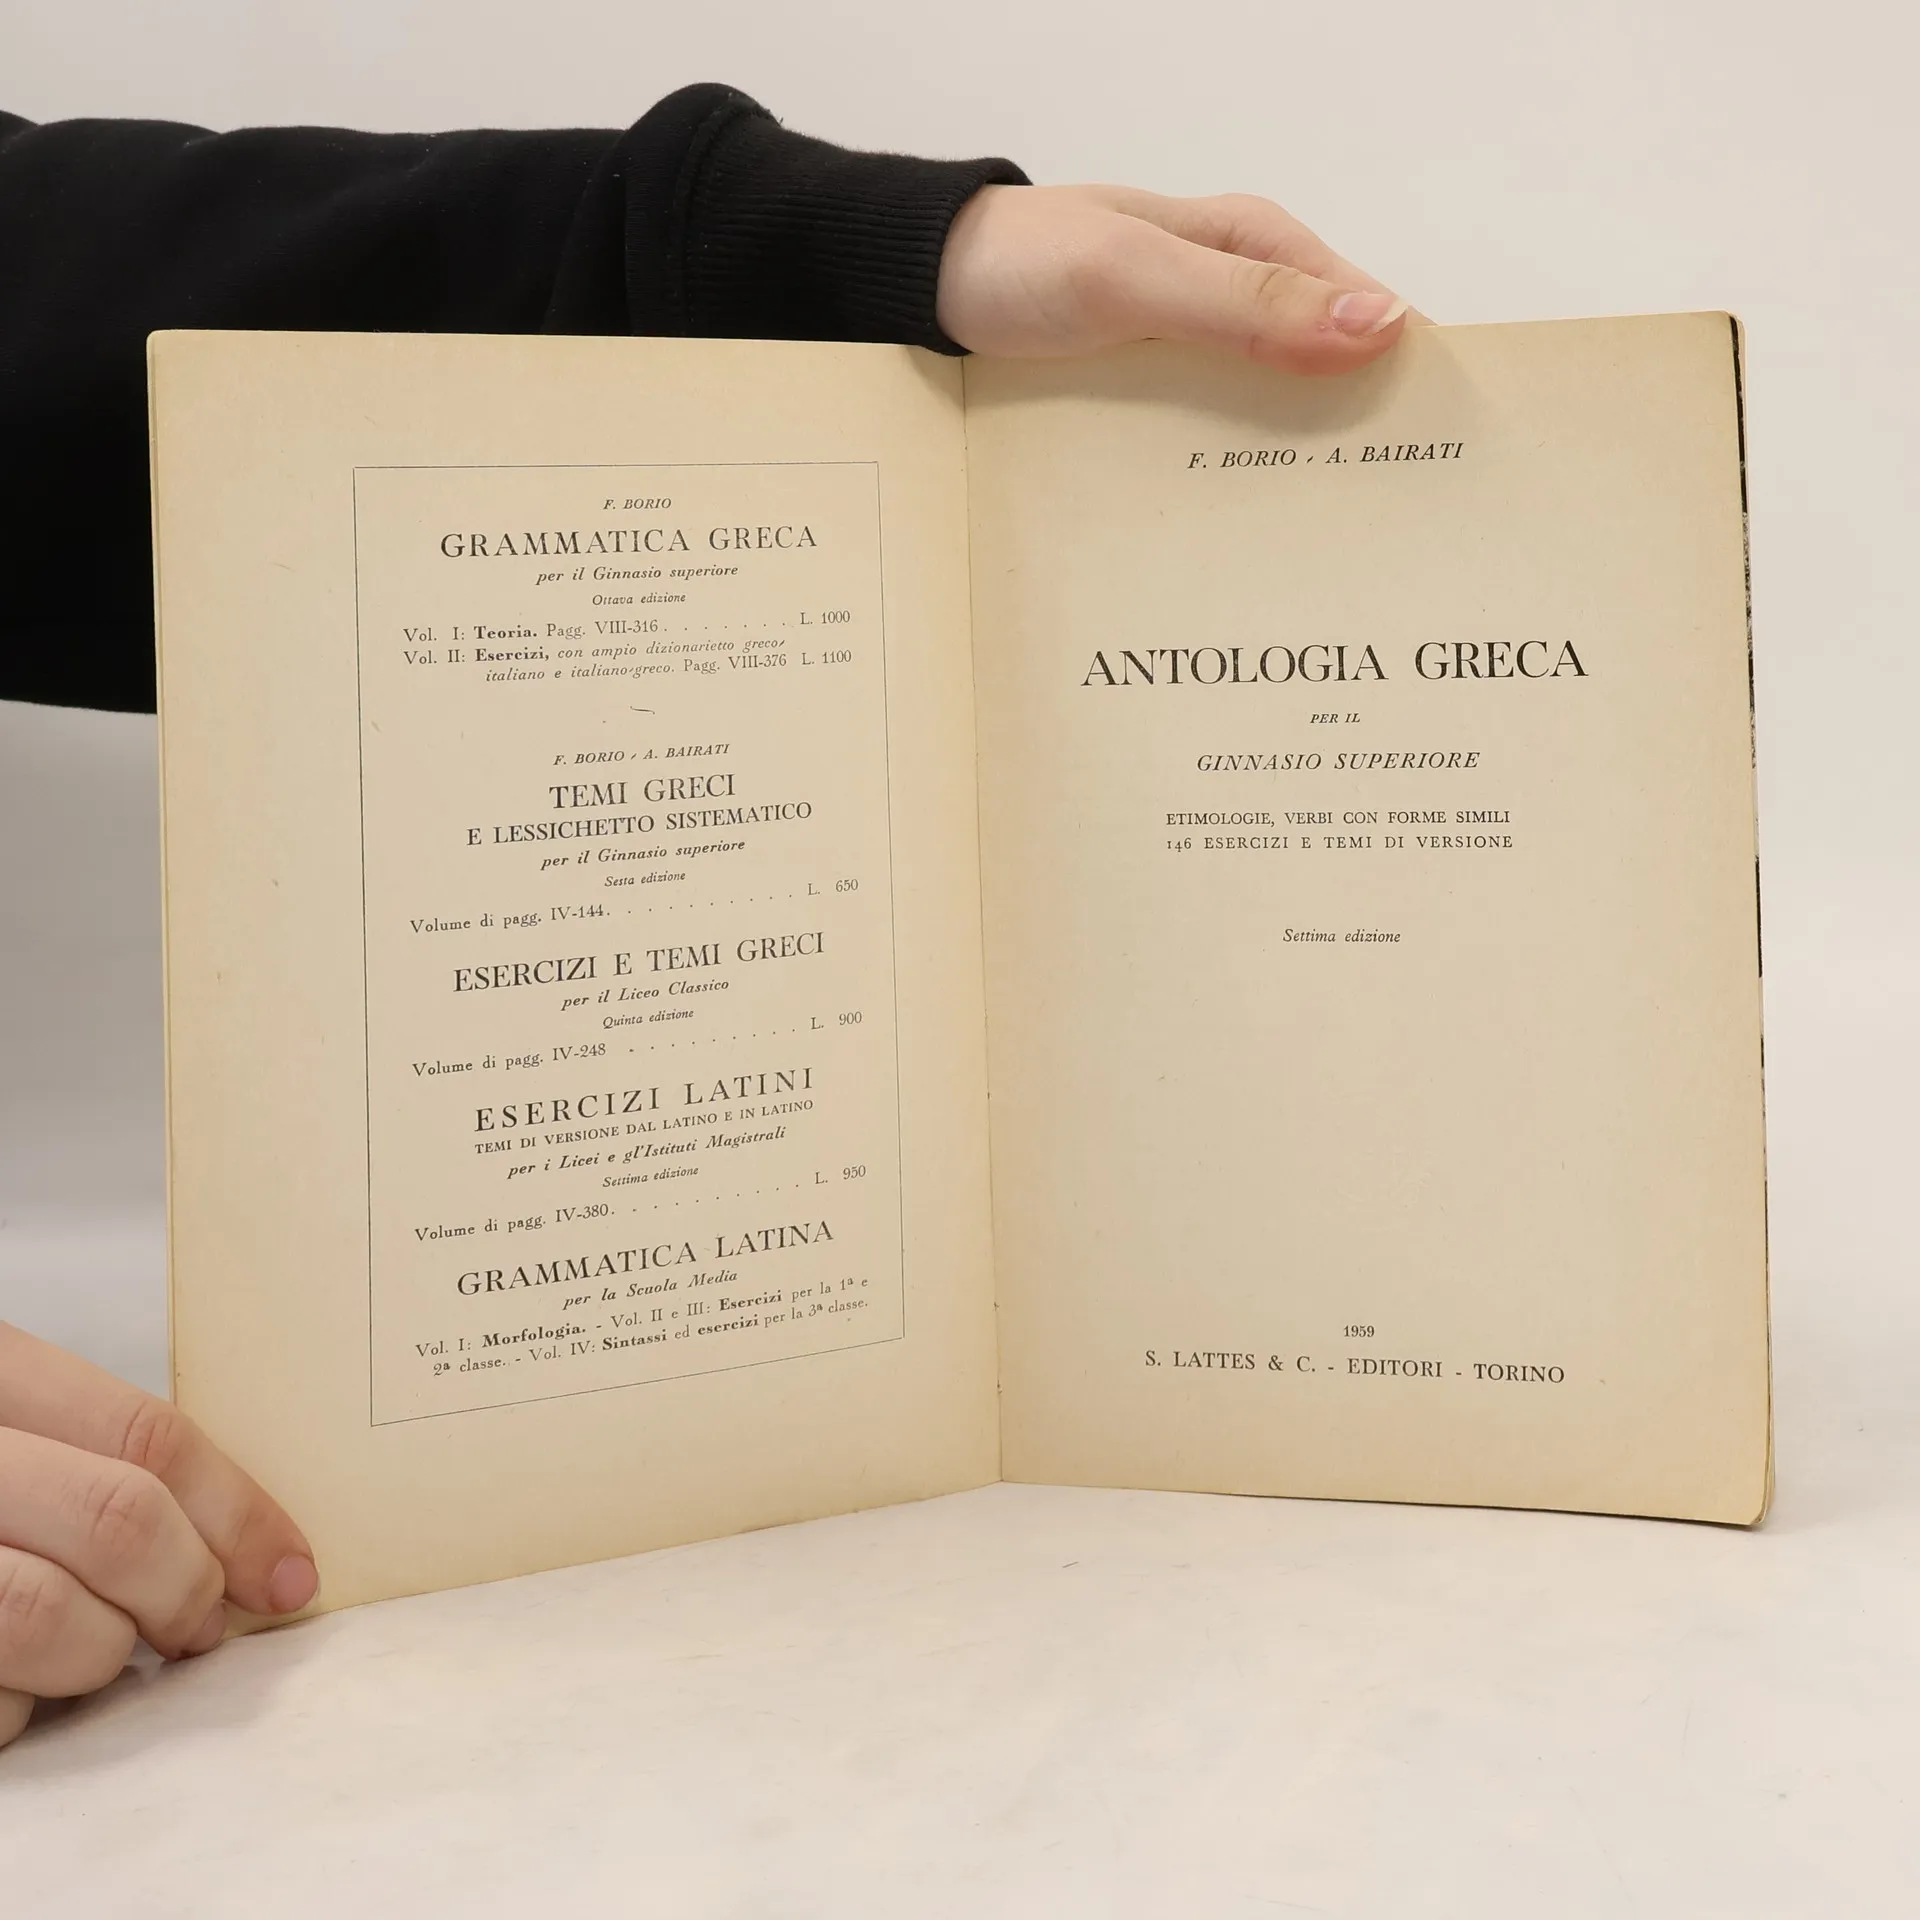 F. BORIO
GRAMMATICA GRECA
per il Ginnasio superiore
Ottava edizione
Vol. I: Teoria. Pagg. VIII-316 . . . . . . . L. 1000
Vol. II: Esercizi, con ampio dizionarietto greco-
italiano e italiano-greco. Pagg. VIII-376 L. 1100
F. BORIO - A. BAIRATI
TEMI GRECI
E LESSICHETTO SISTEMATICO
per il Ginnasio superiore
Sesta edizione
Volume di pagg. IV-144. . . . . . . . . . L. 650
ESERCIZI E TEMI GRECI
per il Liceo Classico
Quinta edizione
Volume di pagg. IV-248 . . . . . . . . . L. 900
ESERCIZI LATINI
TEMI DI VERSIONE DAL LATINO E IN LATINO
per i Licei e gl'Istituti Magistrali
Settima edizione
Volume di pagg. IV-380. . . . . . . . . L. 950
GRAMMATICA LATINA
per la Scuola Media
Vol. I: Morfologia. - Vol. II e III: Esercizi per la 1ª e
2ª classe. - Vol. IV: Sintassi ed esercizi per la 3ª classe.
F. BORIO - A. BAIRATI
ANTOLOGIA GRECA
PER IL
GINNASIO SUPERIORE
ETIMOLOGIE, VERBI CON FORME SIMILI
146 ESERCIZI E TEMI DI VERSIONE
Settima edizione
1959
S. LATTES & C. - EDITORI - TORINO